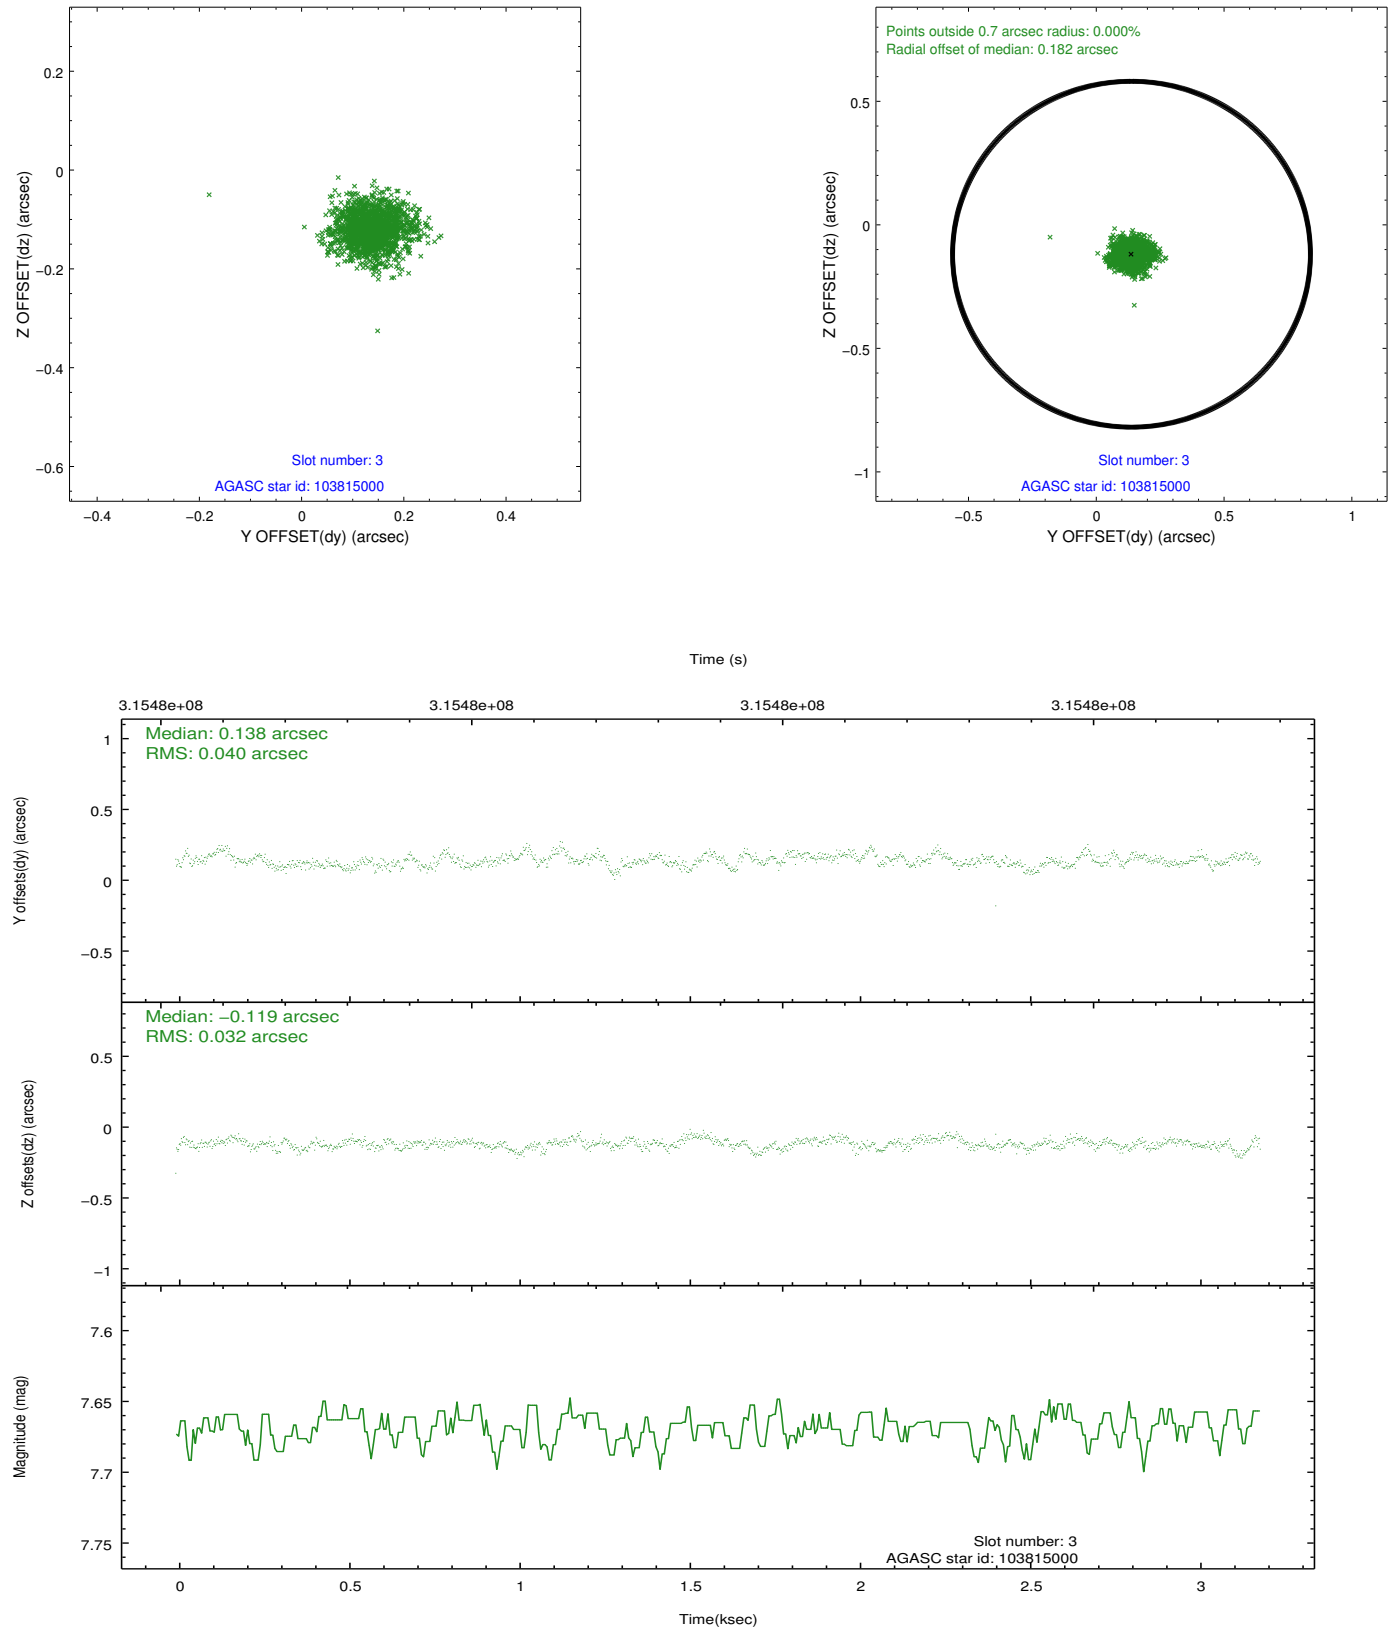 0.2
0
−0.2
−0.4
−0.6
Z OFFSET(dz) (arcsec)
Slot number: 3
AGASC star id: 103815000
−0.4 −0.2 0 0.2 0.4
Y OFFSET(dy) (arcsec)
Points outside 0.7 arcsec radius: 0.000%
Radial offset of median: 0.182 arcsec
0.5
0
−0.5
−1
Z OFFSET(dz) (arcsec)
Slot number: 3
AGASC star id: 103815000
−0.5 0 0.5 1
Y OFFSET(dy) (arcsec)
Time (s)
3.1548e+08 3.1548e+08 3.1548e+08 3.1548e+08
Median: 0.138 arcsec
RMS: 0.040 arcsec
1
0.5
0
−0.5
Y offsets(dy) (arcsec)
Median: −0.119 arcsec
RMS: 0.032 arcsec
0.5
0
−0.5
−1
Z offsets(dz) (arcsec)
7.6
7.65
7.7
7.75
Magnitude (mag)
Slot number: 3
AGASC star id: 103815000
0 0.5 1 1.5 2 2.5 3
Time(ksec)